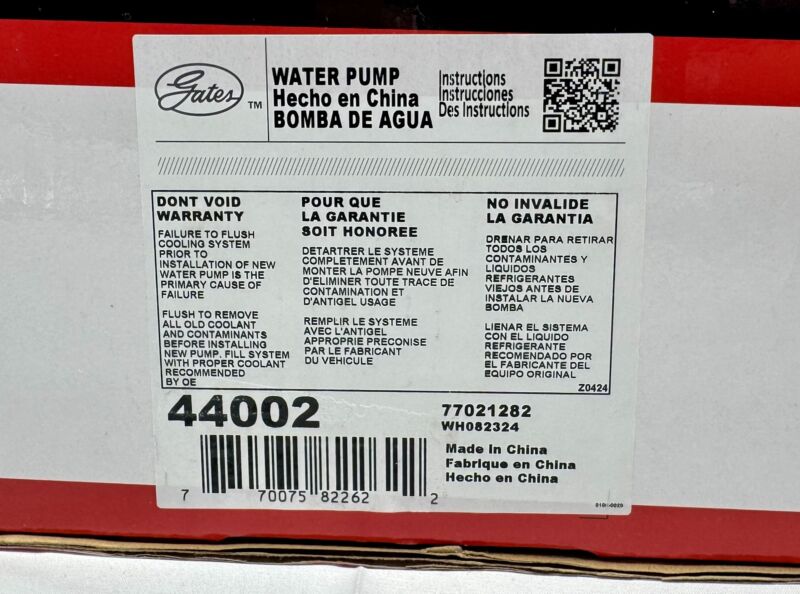 Gates TM
WATER PUMP
Hecho en China
BOMBA DE AGUA
Instructions
Instrucciones
Des Instructions
DONT VOID
WARRANTY
FAILURE TO FLUSH
COOLING SYSTEM
PRIOR TO
INSTALLATION OF NEW
WATER PUMP IS THE
PRIMARY CAUSE OF
FAILURE
FLUSH TO REMOVE
ALL OLD COOLANT
AND CONTAMINANTS
BEFORE INSTALLING
NEW PUMP. FILL SYSTEM
WITH PROPER COOLANT
RECOMMENDED
BY OE
POUR QUE
LA GARANTIE
SOIT HONOREE
DETARTRER LE SYSTEME
COMPLETEMENT AVANT DE
MONTER LA POMPE NEUVE AFIN
D'ELIMINER TOUTE TRACE DE
CONTAMINATION ET
D'ANTIGEL USAGE
REMPLIR LE SYSTEME
AVEC L'ANTIGEL
APPROPRIE PRECONISE
PAR LE FABRICANT
DU VEHICULE
NO INVALIDE
LA GARANTIA
DRENAR PARA RETIRAR
TODOS LOS
CONTAMINANTES Y
LIQUIDOS
REFRIGERANTES
VIEJOS ANTES DE
INSTALAR LA NUEVA
BOMBA
LIENAR EL SISTEMA
CON EL LIQUIDO
REFRIGERANTE
RECOMENDADO POR
EL FABRICANTE DEL
EQUIPO ORIGINAL
Z0424
44002
77021282
WH082324
Made in China
Fabrique en China
Hecho en China
7 70075 82262 2